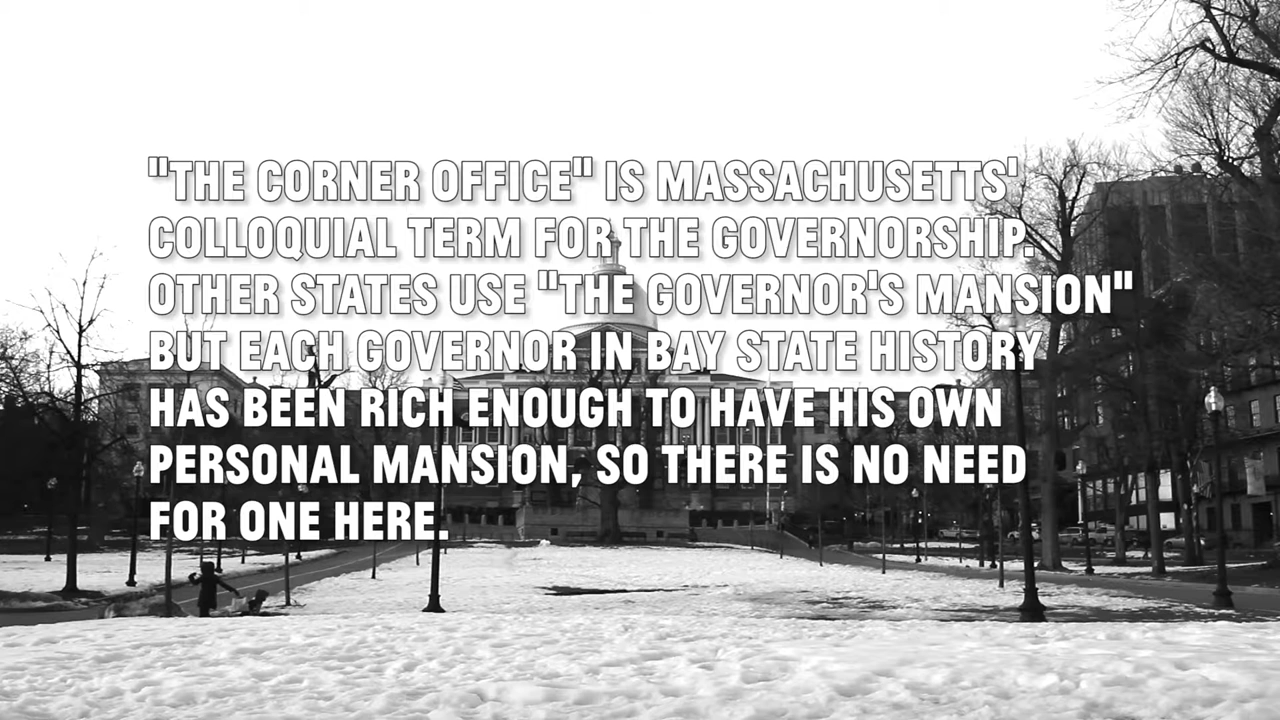 "THE CORNER OFFICE" IS MASSACHUSETTS'
COLLOQUIAL TERM FOR THE GOVERNORSHIP.
OTHER STATES USE "THE GOVERNOR'S MANSION"
BUT EACH GOVERNOR IN BAY STATE HISTORY
HAS BEEN RICH ENOUGH TO HAVE HIS OWN
PERSONAL MANSION, SO THERE IS NO NEED
FOR ONE HERE.